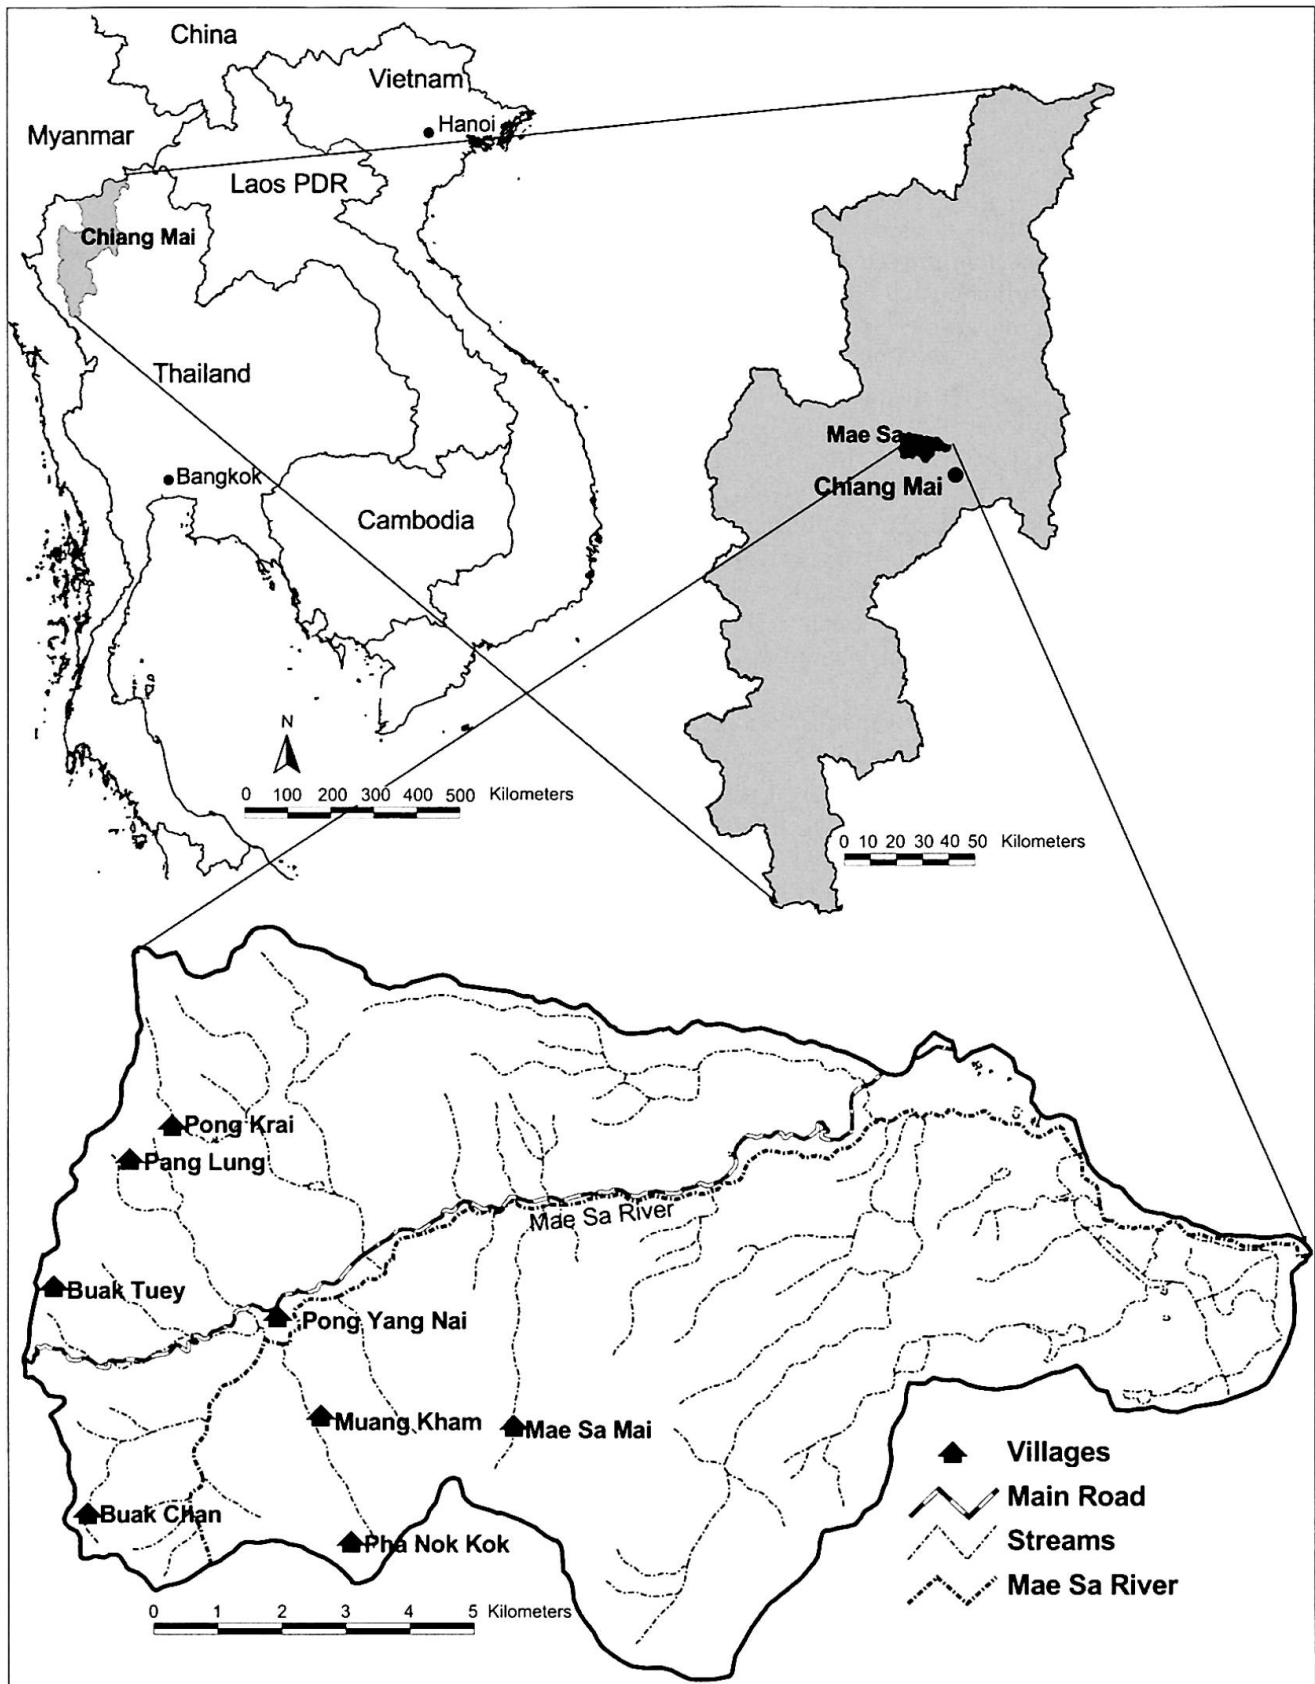 China
Vietnam
Hanoi
Myanmar
Laos PDR
Chiang Mai
Thailand
Bangkok
Cambodia
N
0 100 200 300 400 500 Kilometers
Mae Sa
Chiang Mai
0 10 20 30 40 50 Kilometers
Pong Krai
Pang Lung
Mae Sa River
Buak Tuey
Pong Yang Nai
Muang Kham
Mae Sa Mai
Buak Chan
Pha Nok Kok
0 1 2 3 4 5 Kilometers
Villages
Main Road
Streams
Mae Sa River